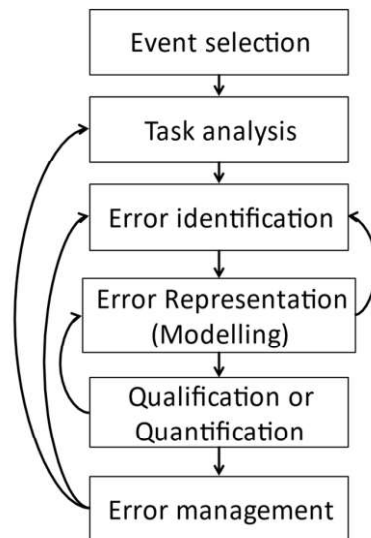 Event selection
Task analysis
Error identification
Error Representation
(Modelling)
Qualification or
Quantification
Error management